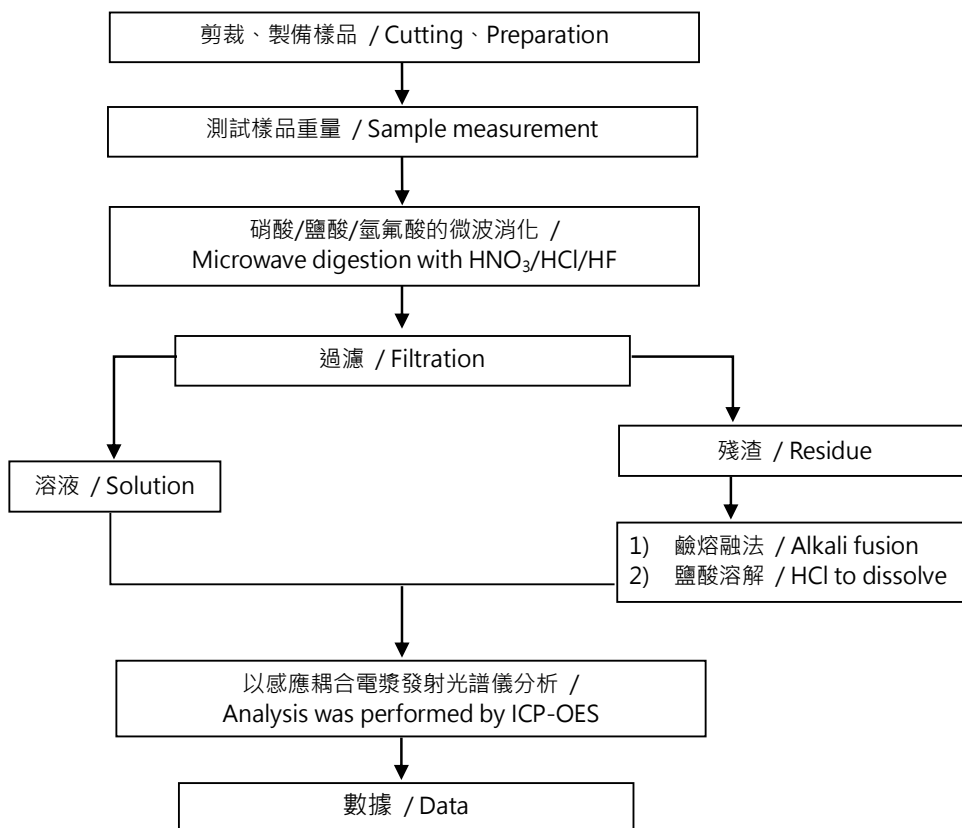 剪裁、製備樣品 / Cutting、Preparation
測試樣品重量 / Sample measurement
硝酸/鹽酸/氫氟酸的微波消化 /
Microwave digestion with HNO₃/HCl/HF
過濾 / Filtration
溶液 / Solution
殘渣 / Residue
1) 鹼熔融法 / Alkali fusion
2) 鹽酸溶解 / HCl to dissolve
以感應耦合電漿發射光譜儀分析 /
Analysis was performed by ICP-OES
數據 / Data